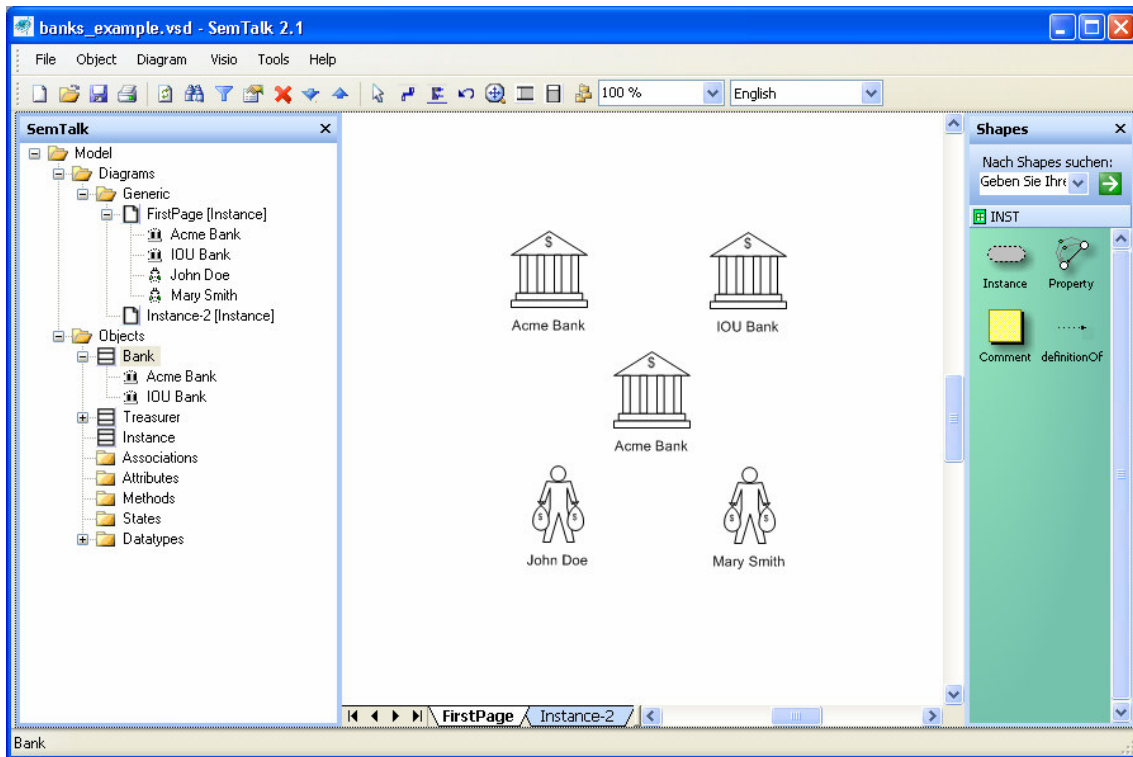 banks_example.vsd - SemTalk 2.1
File Object Diagram Visio Tools Help
100 % English
SemTalk
Model
Diagrams
Generic
FirstPage [Instance]
Acme Bank
IOU Bank
John Doe
Mary Smith
Instance-2 [Instance]
Objects
Bank
Acme Bank
IOU Bank
Treasurer
Instance
Associations
Attributes
Methods
States
Datatypes
$ $
Acme Bank IOU Bank
$
Acme Bank
$ $ $ $
John Doe Mary Smith
FirstPage Instance-2
Shapes
Nach Shapes suchen:
Geben Sie Ihre
INST
Instance Property
Comment definitionOf
Bank